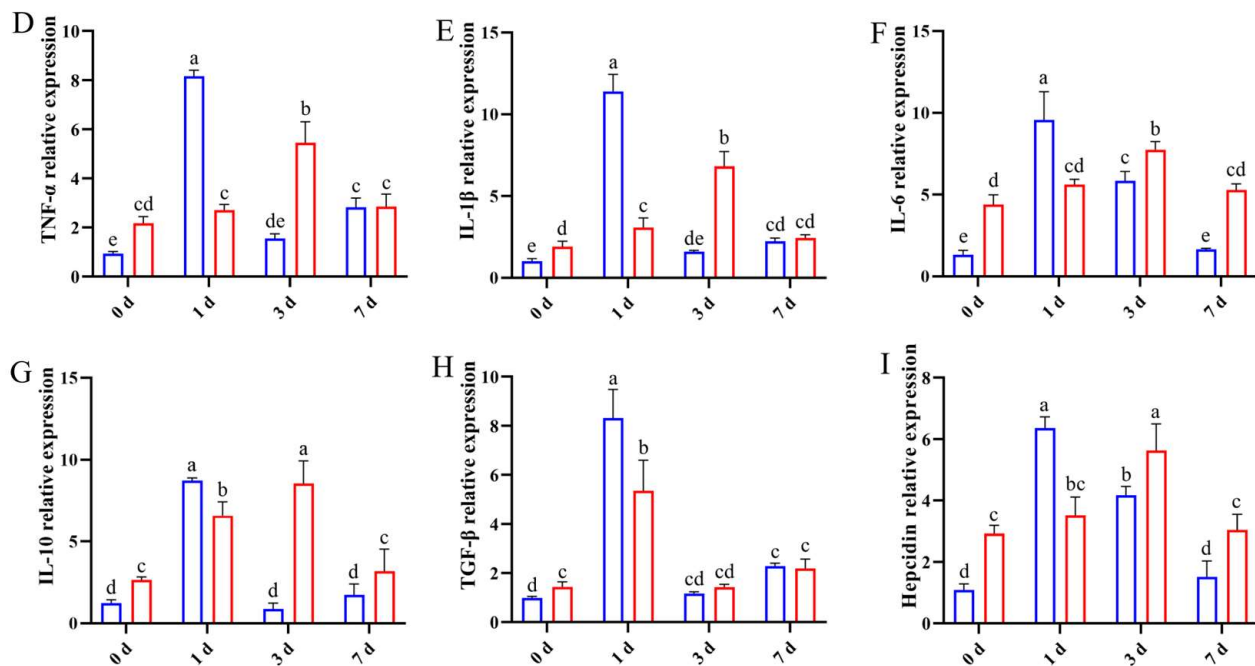 D
TNF-α relative expression
10
8
6
4
2
0
e
cd
a
c
de
b
c
c
0 d
1 d
3 d
7 d
E
IL-1β relative expression
15
10
5
0
e
d
a
c
de
b
cd
cd
0 d
1 d
3 d
7 d
F
IL-6 relative expression
15
10
5
0
e
d
a
cd
c
b
e
cd
0 d
1 d
3 d
7 d
G
IL-10 relative expression
15
10
5
0
d
c
a
b
d
a
d
c
0 d
1 d
3 d
7 d
H
TGF-β relative expression
10
8
6
4
2
0
d
c
a
b
cd
cd
c
c
0 d
1 d
3 d
7 d
I
Hepcidin relative expression
8
6
4
2
0
d
c
a
bc
b
a
d
c
0 d
1 d
3 d
7 d